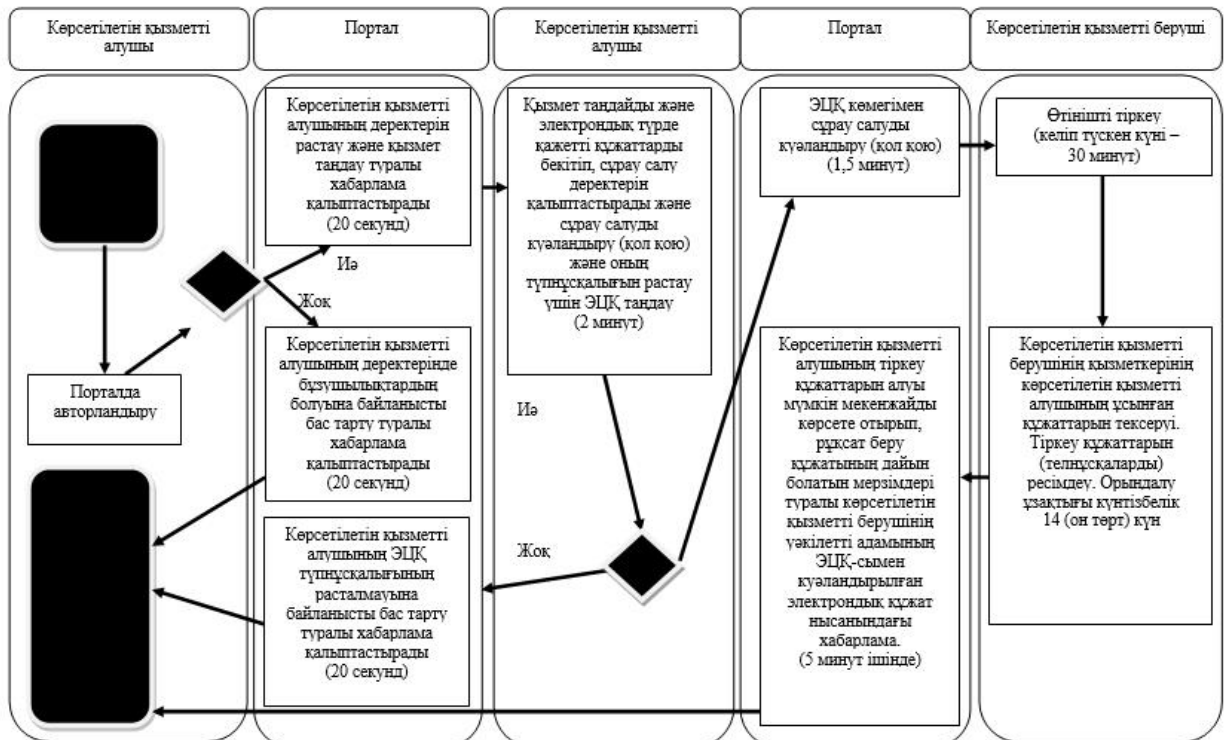 Көрсетілетін қызметті
алушы
Портал
Көрсетілетін қызметті
алушы
Портал
Көрсетілетін қызметті беруші
Порталда
авторландыру
Көрсетілетін қызметті
алушының деректерін
растау және қызмет
таңдау туралы
хабарлама
қалыптастырады
(20 секунд)
Иә
Жоқ
Көрсетілетін қызметті
алушының деректерінде
бұзушылықтардың
болуына байланысты
бас тарту туралы
хабарлама
қалыптастырады
(20 секунд)
Көрсетілетін қызметті
алушының ЭЦҚ
түпнұсқалығының
расталмауына
байланысты бас тарту
туралы хабарлама
қалыптастырады
(20 секунд)
Қызмет таңдайды және
электрондық түрде
қажетті құжаттарды
бекітіп, сұрау салу
деректерін
қалыптастырады және
сұрау салуды
куәландыру (қол қою)
және оның
түпнұсқалығын растау
үшін ЭЦҚ таңдау
(2 минут)
Иә
Жоқ
ЭЦҚ көмегімен
сұрау салуды
куәландыру (қол қою)
(1,5 минут)
Көрсетілетін қызметті
алушының тіркеу
құжаттарын алуы
мүмкін мекенжайды
көрсете отырып,
рұқсат беру
құжатының дайын
болатын мерзімдері
туралы көрсетілетін
қызметті берушінің
уәкілетті адамының
ЭЦҚ-сымен
куәландырылған
электрондық құжат
нысанындағы
хабарлама.
(5 минут ішінде)
Өтінішті тіркеу
(келіп түскен күні –
30 минут)
Көрсетілетін қызметті
берушінің қызметкерінің
көрсетілетін қызметті
алушының ұсынған
құжаттарын тексеруі.
Тіркеу құжаттарын
(телнұсқаларды)
ресімдеу. Орындалу
ұзақтығы күнтізбелік
14 (он төрт) күн